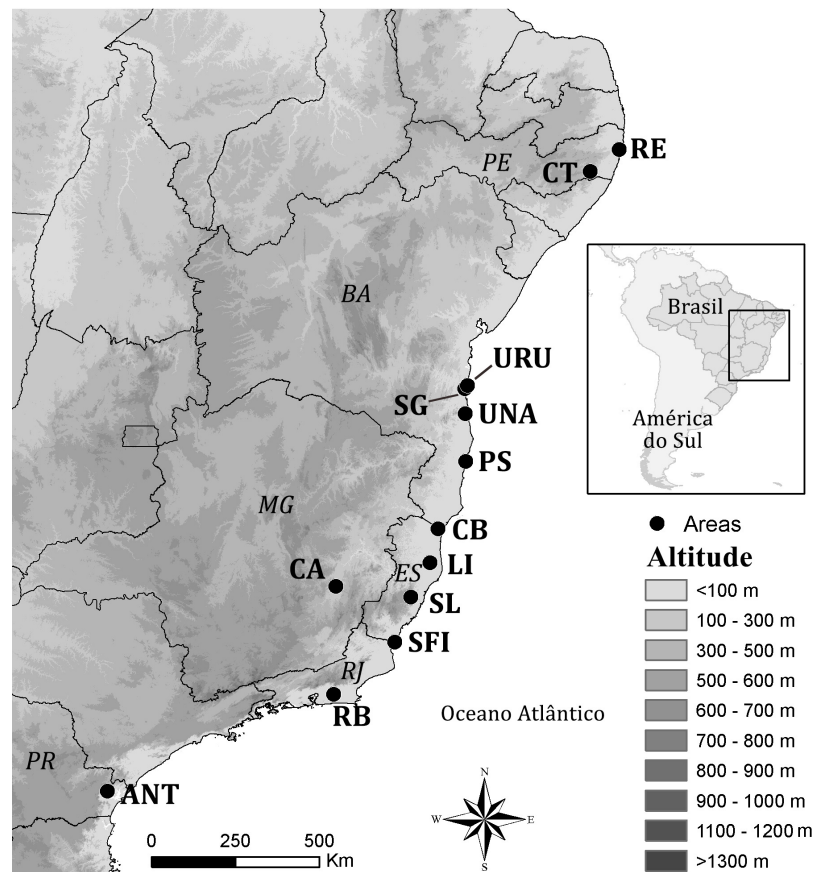 RE
PE
CT
BA
Brasil
URU
SG
UNA
América
do Sul
PS
MG
CB
Areas
LI
Altitude
CA
ES
<100 m
SL
100 - 300 m
SFI
300 - 500 m
RJ
500 - 600 m
RB
600 - 700 m
Oceano Atlântico
700 - 800 m
PR
800 - 900 m
ANT
900 - 1000 m
N
W
E
S
1100 - 1200 m
0
250
500
Km
>1300 m